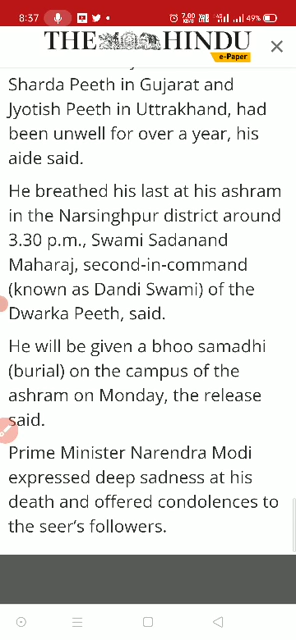 8:37
7.00 KB/S
49%
THE HINDU
e-Paper
Sharda Peeth in Gujarat and
Jyotish Peeth in Uttrakhand, had
been unwell for over a year, his
aide said.
He breathed his last at his ashram
in the Narsinghpur district around
3.30 p.m., Swami Sadanand
Maharaj, second-in-command
(known as Dandi Swami) of the
Dwarka Peeth, said.
He will be given a bhoo samadhi
(burial) on the campus of the
ashram on Monday, the release
said.
Prime Minister Narendra Modi
expressed deep sadness at his
death and offered condolences to
the seer's followers.